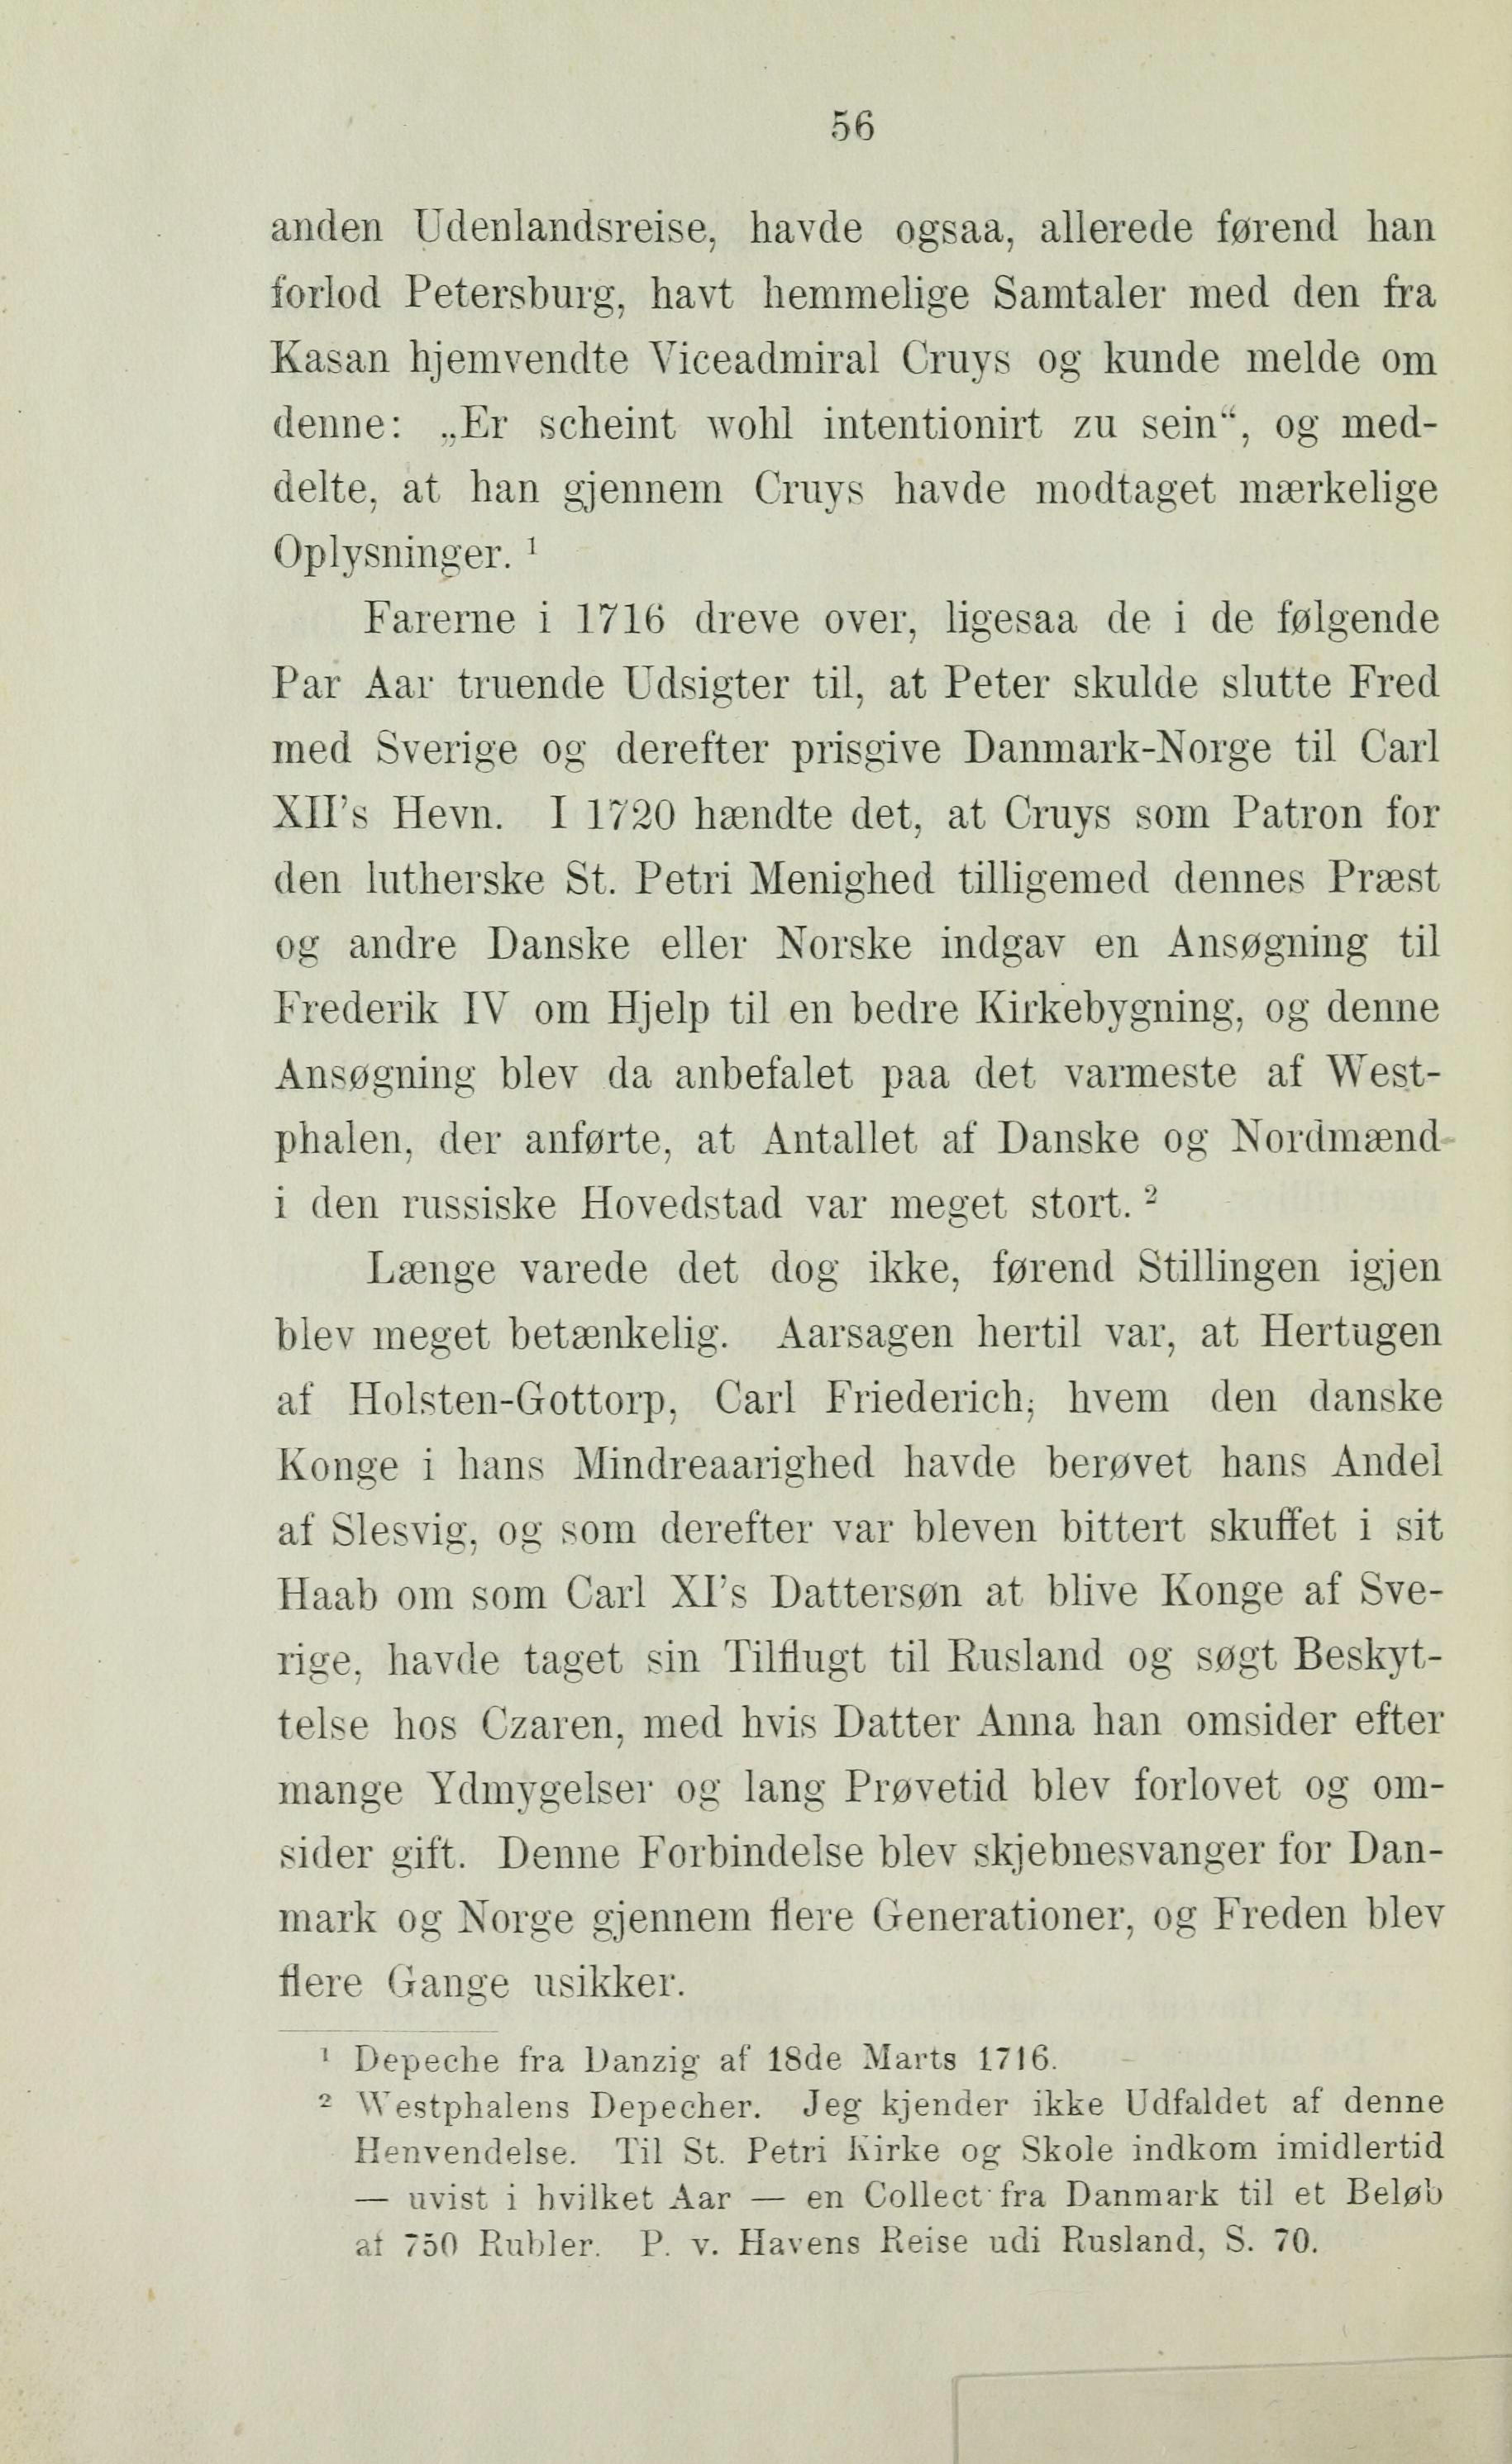 56
anden Udenlandsreise, havde ogsaa, allerede førend han
forlod Petersburg, havt hemmelige Samtaler med den fra
Kasan hjemvendte Viceadmiral Cruys og kunde melde om
denne: „Er scheint wohl intentionirt zu sein“, og med-
delte, at han gjennem Cruys havde modtaget mærkelige
Oplysninger. ¹
Farerne i 1716 dreve over, ligesaa de i de følgende
Par Aar truende Udsigter til, at Peter skulde slutte Fred
med Sverige og derefter prisgive Danmark-Norge til Carl
XII's Hevn. I 1720 hændte det, at Cruys som Patron for
den lutherske St. Petri Menighed tilligemed dennes Præst
og andre Danske eller Norske indgav en Ansøgning til
Frederik IV om Hjelp til en bedre Kirkebygning, og denne
Ansøgning blev da anbefalet paa det varmeste af West-
phalen, der anførte, at Antallet af Danske og Nordmænd
i den russiske Hovedstad var meget stort. ²
Længe varede det dog ikke, førend Stillingen igjen
blev meget betænkelig. Aarsagen hertil var, at Hertugen
af Holsten-Gottorp, Carl Friederich, hvem den danske
Konge i hans Mindreaarighed havde berøvet hans Andel
af Slesvig, og som derefter var bleven bittert skuffet i sit
Haab om som Carl XI's Dattersøn at blive Konge af Sve-
rige, havde taget sin Tilflugt til Rusland og søgt Beskyt-
telse hos Czaren, med hvis Datter Anna han omsider efter
mange Ydmygelser og lang Prøvetid blev forlovet og om-
sider gift. Denne Forbindelse blev skjebnesvanger for Dan-
mark og Norge gjennem flere Generationer, og Freden blev
flere Gange usikker.
¹ Depeche fra Danzig af 18de Marts 1716.
² Westphalens Depecher. Jeg kjender ikke Udfaldet af denne
Henvendelse. Til St. Petri Kirke og Skole indkom imidlertid
— uvist i hvilket Aar — en Collect fra Danmark til et Beløb
af 750 Rubler. P. v. Havens Reise udi Rusland, S. 70.